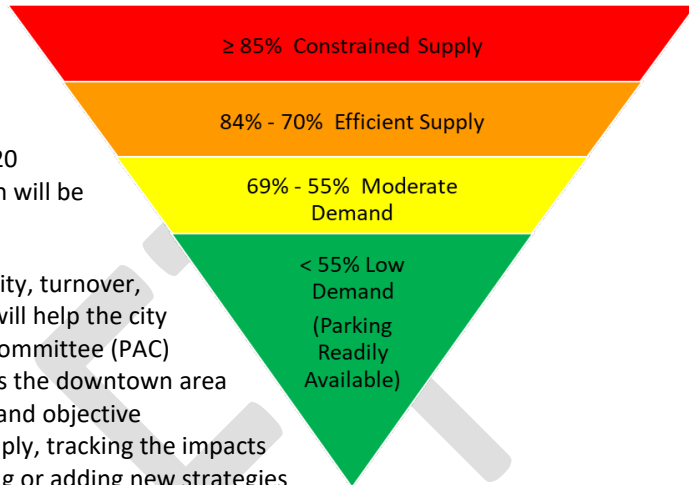 ≥ 85% Constrained Supply
84% - 70% Efficient Supply
69% - 55% Moderate
Demand
< 55% Low
Demand
(Parking
Readily
Available)
20
will be
ity, turnover,
will help the city
ommittee (PAC)
s the downtown area
and objective
ply, tracking the impacts
g or adding new strategies